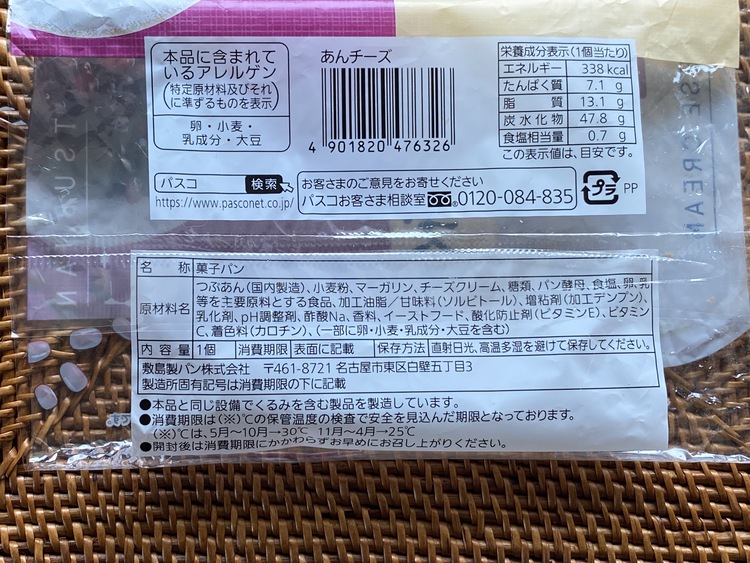 本品に含まれて
いるアレルゲン
(特定原材料及びそれ
に準ずるものを表示)
卵・小麦・
乳成分・大豆
あんチーズ
4 901820 476326
栄養成分表示(1個当たり)
エネルギー 338 kcal
たんぱく質 7.1 g
脂質 13.1 g
炭水化物 47.8 g
食塩相当量 0.7 g
この表示値は、目安です。
パスコ 検索
https://www.pasconet.co.jp/
お客さまのご意見をお寄せください
パスコお客さま相談室 0120-084-835
プラ PP
名称 菓子パン
原材料名 つぶあん(国内製造)、小麦粉、マーガリン、チーズクリーム、糖類、パン酵母、食塩、卵、乳
等を主要原料とする食品、加工油脂/甘味料(ソルビトール)、増粘剤(加工デンプン)、
乳化剤、pH調整剤、酢酸Na、香料、イーストフード、酸化防止剤(ビタミンE)、ビタミン
C、着色料(カロチン)、(一部に卵・小麦・乳成分・大豆を含む)
内容量 1個 消費期限 表面に記載 保存方法 直射日光、高温多湿を避けて保存してください。
敷島製パン株式会社 〒461-8721 名古屋市東区白壁五丁目3
製造所固有記号は消費期限の下に記載
●本品と同じ設備でくるみを含む製品を製造しています。
●消費期限は(※)℃の保管温度の検査で安全を見込んだ期限となっております。
(※)℃は、5月~10月→30℃ 11月~4月→25℃
●開封後は消費期限にかかわらずお早めにお召し上がりください。